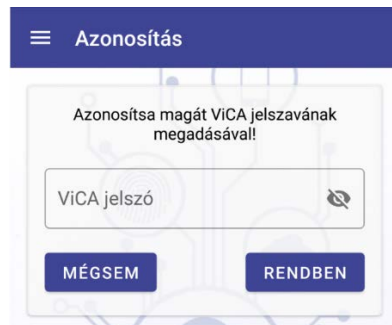 Azonosítás
Azonosítsa magát ViCA jelszavának
megadásával!
ViCA jelszó
MÉGSEM
RENDBEN